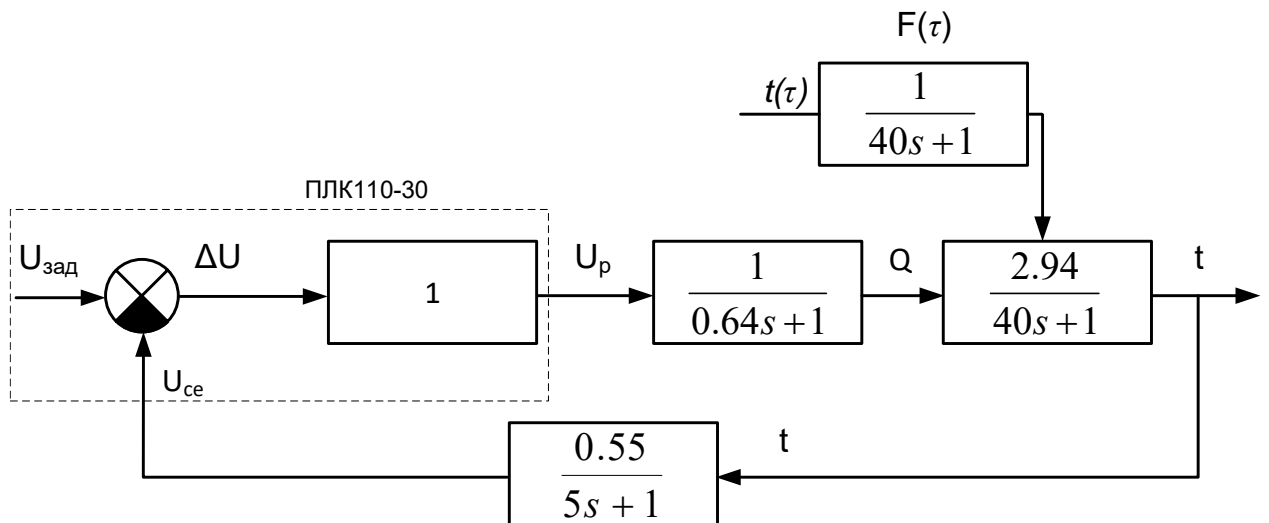 F(τ)
t(τ)
1
40s+1
ПЛК110-30
Uзад
ΔU
1
Uр
1
0.64s+1
Q
2.94
40s+1
t
Uсе
0.55
5s+1
t